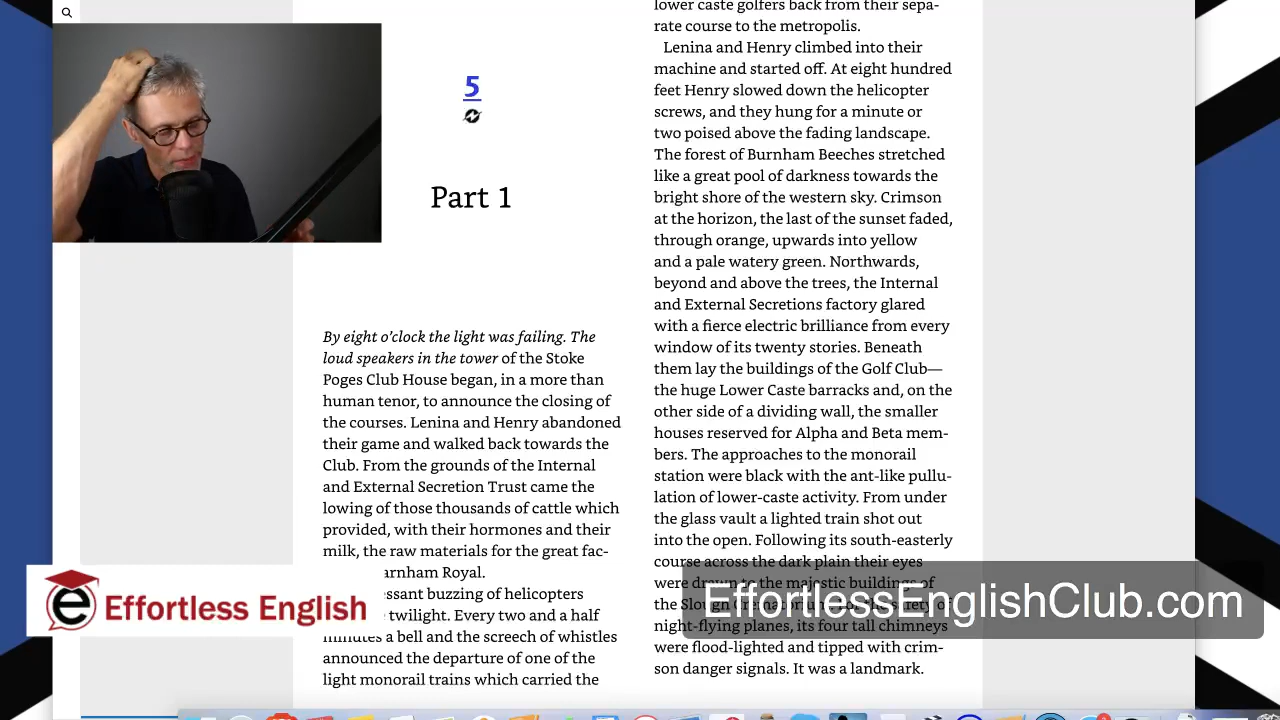 5
Part 1
By eight o’clock the light was failing. The
loud speakers in the tower of the Stoke
Poges Club House began, in a more than
human tenor, to announce the closing of
the courses. Lenina and Henry abandoned
their game and walked back towards the
Club. From the grounds of the Internal
and External Secretion Trust came the
lowing of those thousands of cattle which
provided, with their hormones and their
milk, the raw materials for the great fac-
arnham Royal.
ssant buzzing of helicopters
twilight. Every two and a half
minutes a bell and the screech of whistles
announced the departure of one of the
light monorail trains which carried the
lower caste golfers back from their sepa-
rate course to the metropolis.
Lenina and Henry climbed into their
machine and started off. At eight hundred
feet Henry slowed down the helicopter
screws, and they hung for a minute or
two poised above the fading landscape.
The forest of Burnham Beeches stretched
like a great pool of darkness towards the
bright shore of the western sky. Crimson
at the horizon, the last of the sunset faded,
through orange, upwards into yellow
and a pale watery green. Northwards,
beyond and above the trees, the Internal
and External Secretions factory glared
with a fierce electric brilliance from every
window of its twenty stories. Beneath
them lay the buildings of the Golf Club—
the huge Lower Caste barracks and, on the
other side of a dividing wall, the smaller
houses reserved for Alpha and Beta mem-
bers. The approaches to the monorail
station were black with the ant-like pullu-
lation of lower-caste activity. From under
the glass vault a lighted train shot out
into the open. Following its south-easterly
course across the dark plain their eyes
were drawn to the majestic buildings of
the Slough Crematorium. For the safety of
night-flying planes, its four tall chimneys
were flood-lighted and tipped with crim-
son danger signals. It was a landmark.
e Effortless English
EffortlessEnglishClub.com